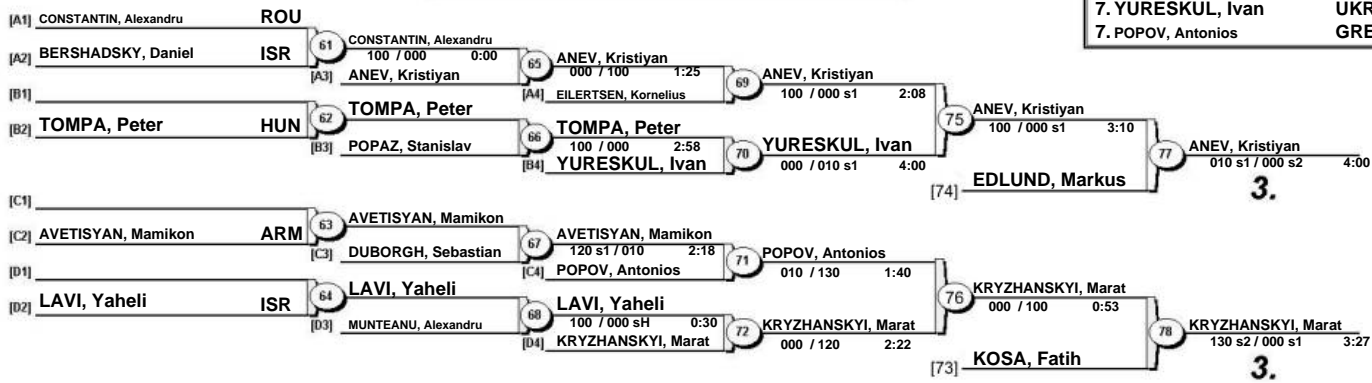 7. YURESKUL, Ivan UKR
7. POPOV, Antonios GRE
[A1] CONSTANTIN, Alexandru ROU
[A2] BERSHADSKY, Daniel ISR
61
CONSTANTIN, Alexandru
100 / 000 0:00
[A3] ANEV, Kristiyan
65
ANEV, Kristiyan
000 / 100 1:25
[A4] EILERTSEN, Kornelius
69
ANEV, Kristiyan
100 / 000 s1 2:08
[B1]
[B2] TOMPA, Peter HUN
62
TOMPA, Peter
[B3] POPAZ, Stanislav
66
TOMPA, Peter
100 / 000 2:58
[B4] YURESKUL, Ivan
70
YURESKUL, Ivan
000 / 010 s1 4:00
75
ANEV, Kristiyan
100 / 000 s1 3:10
[74] EDLUND, Markus
77
ANEV, Kristiyan
010 s1 / 000 s2 4:00
3.
[C1]
[C2] AVETISYAN, Mamikon ARM
63
AVETISYAN, Mamikon
[C3] DUBORGH, Sebastian
67
AVETISYAN, Mamikon
120 s1 / 010 2:18
[C4] POPOV, Antonios
71
POPOV, Antonios
010 / 130 1:40
[D1]
[D2] LAVI, Yaheli ISR
64
LAVI, Yaheli
[D3] MUNTEANU, Alexandru
68
LAVI, Yaheli
100 / 000 sH 0:30
[D4] KRYZHANSKYI, Marat
72
KRYZHANSKYI, Marat
000 / 120 2:22
76
KRYZHANSKYI, Marat
000 / 100 0:53
[73] KOSA, Fatih
78
KRYZHANSKYI, Marat
130 s2 / 000 s1 3:27
3.